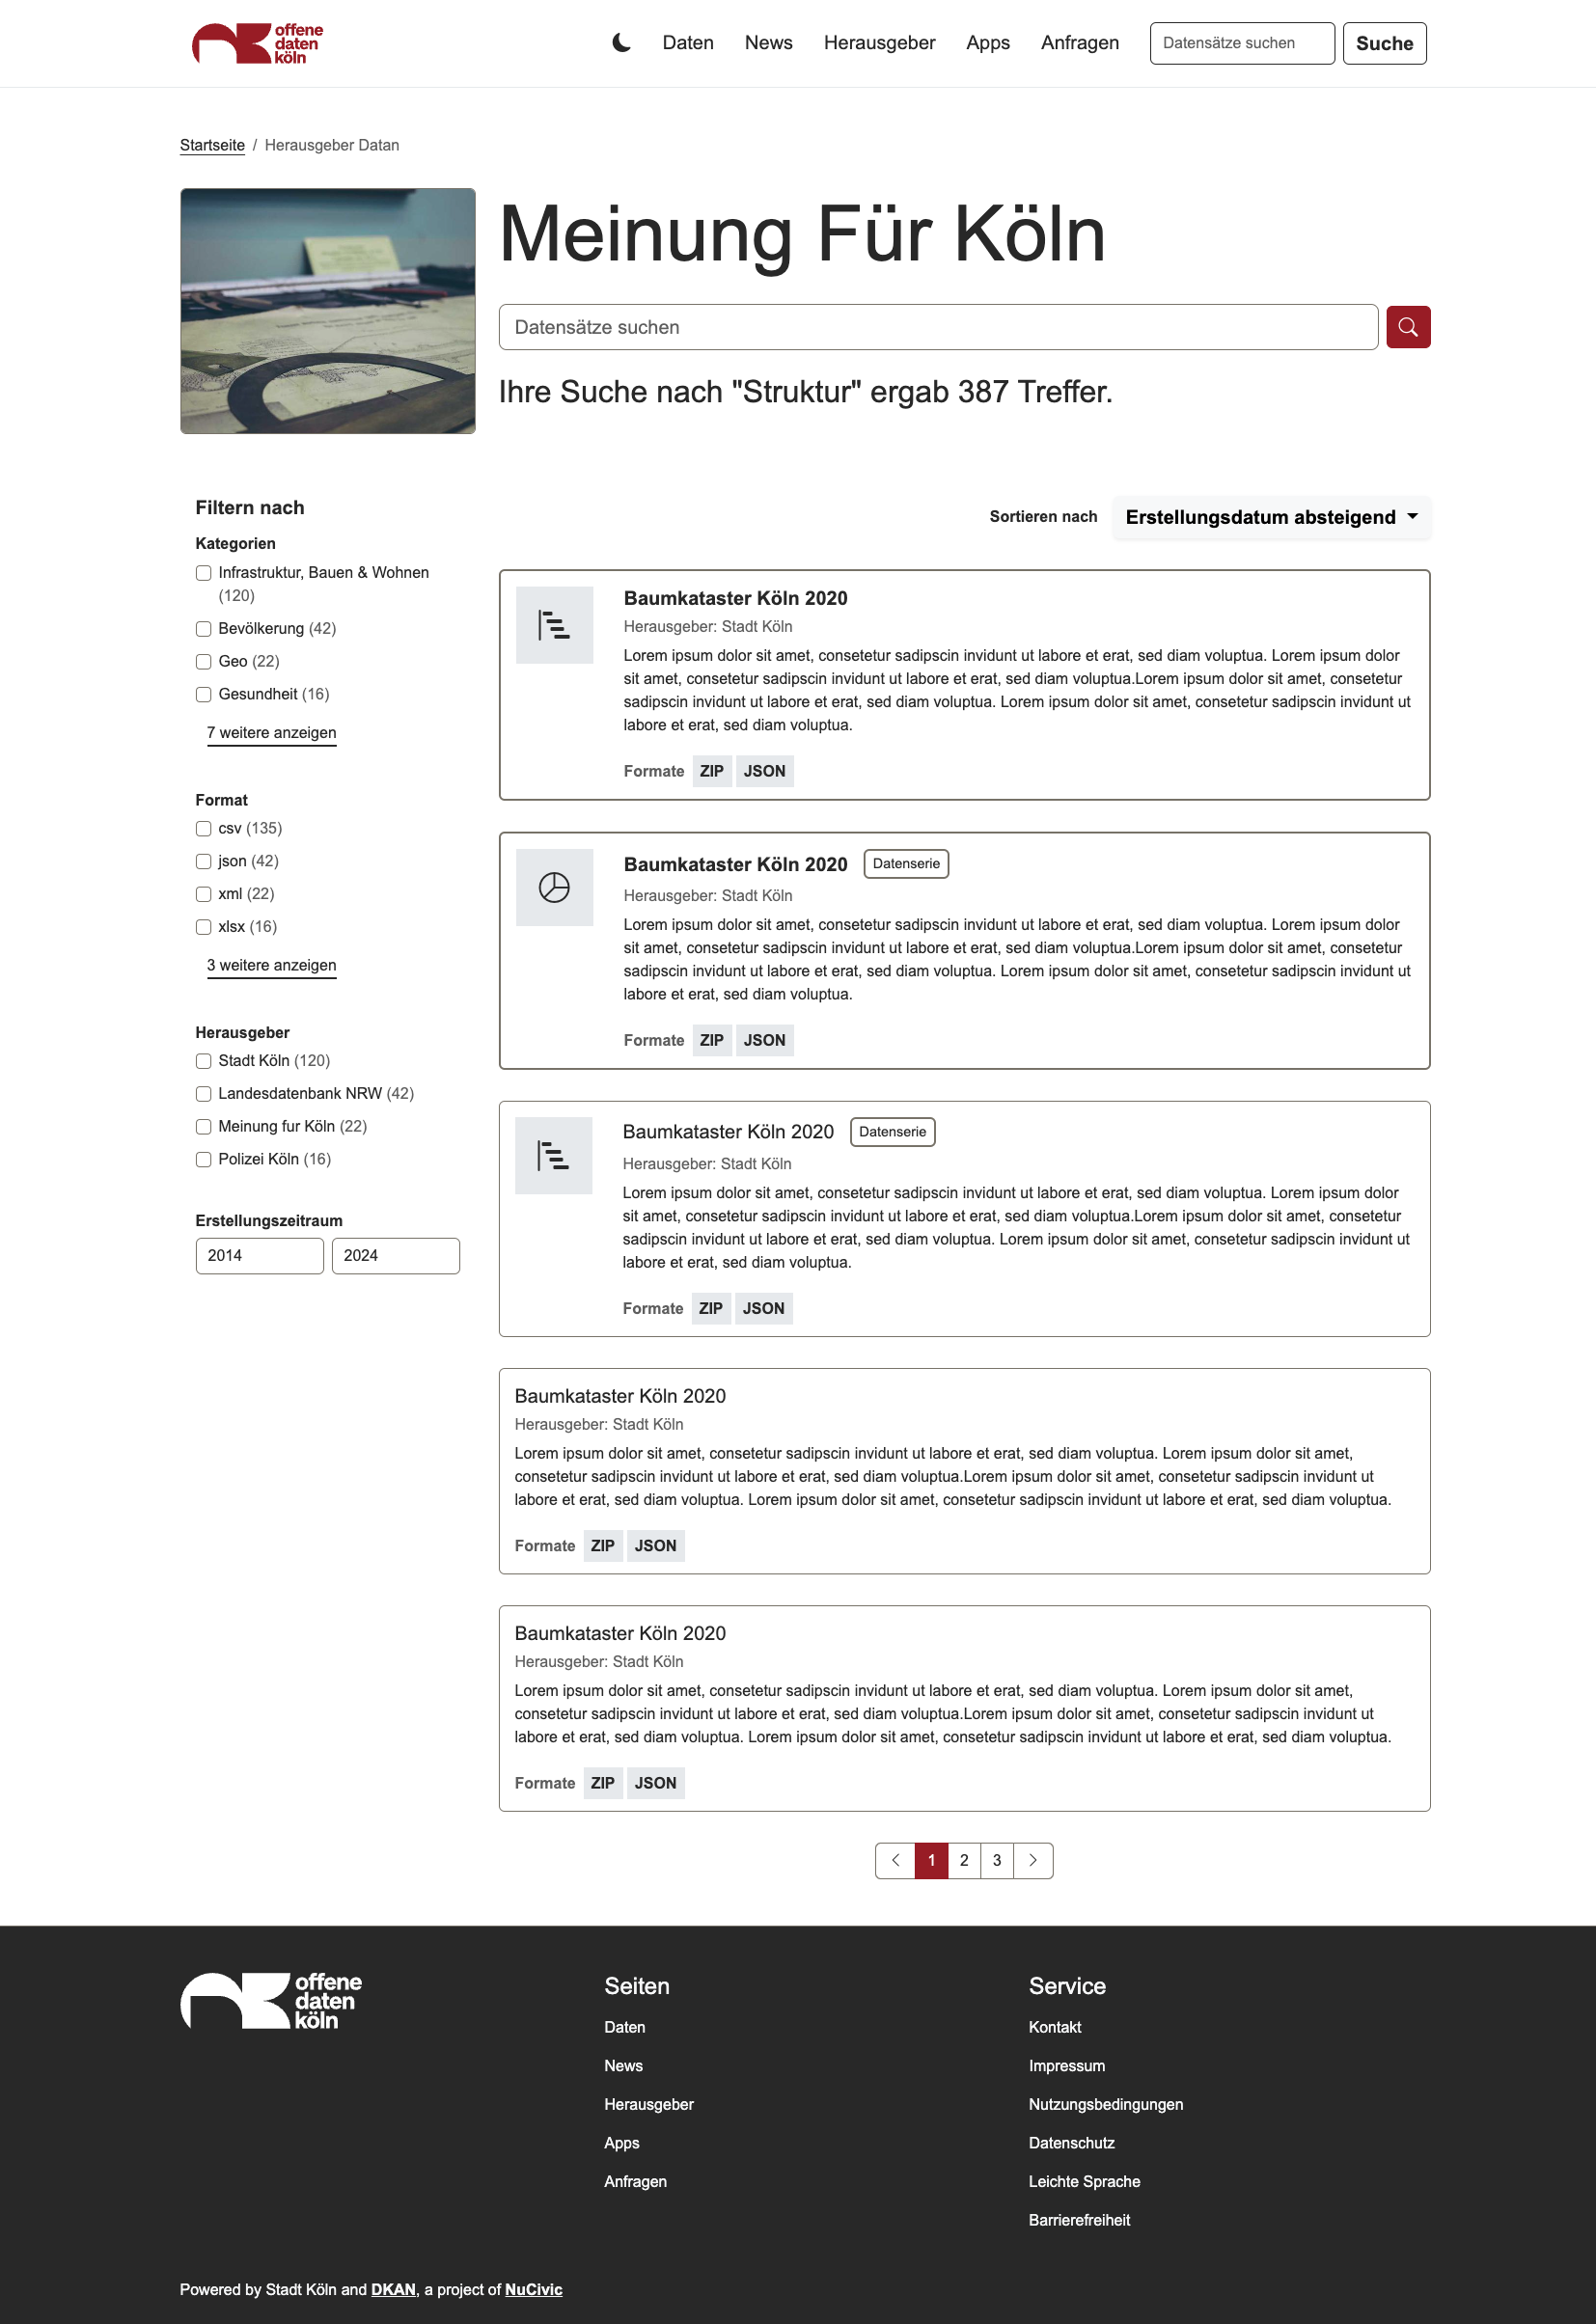 offene
daten
köln
Daten News Herausgeber Apps Anfragen Datensätze suchen Suche
Startseite / Herausgeber Datan
Meinung Für Köln
Datensätze suchen
Ihre Suche nach "Struktur" ergab 387 Treffer.
Filtern nach
Kategorien
Infrastruktur, Bauen & Wohnen
(120)
Bevölkerung (42)
Geo (22)
Gesundheit (16)
7 weitere anzeigen
Format
csv (135)
json (42)
xml (22)
xlsx (16)
3 weitere anzeigen
Herausgeber
Stadt Köln (120)
Landesdatenbank NRW (42)
Meinung fur Köln (22)
Polizei Köln (16)
Erstellungszeitraum
2014 2024
Sortieren nach Erstellungsdatum absteigend
Baumkataster Köln 2020
Herausgeber: Stadt Köln
Lorem ipsum dolor sit amet, consetetur sadipscin invidunt ut labore et erat, sed diam voluptua. Lorem ipsum dolor
sit amet, consetetur sadipscin invidunt ut labore et erat, sed diam voluptua.Lorem ipsum dolor sit amet, consetetur
sadipscin invidunt ut labore et erat, sed diam voluptua. Lorem ipsum dolor sit amet, consetetur sadipscin invidunt ut
labore et erat, sed diam voluptua.
Formate ZIP JSON
Baumkataster Köln 2020 Datenserie
Herausgeber: Stadt Köln
Lorem ipsum dolor sit amet, consetetur sadipscin invidunt ut labore et erat, sed diam voluptua. Lorem ipsum dolor
sit amet, consetetur sadipscin invidunt ut labore et erat, sed diam voluptua.Lorem ipsum dolor sit amet, consetetur
sadipscin invidunt ut labore et erat, sed diam voluptua. Lorem ipsum dolor sit amet, consetetur sadipscin invidunt ut
labore et erat, sed diam voluptua.
Formate ZIP JSON
Baumkataster Köln 2020 Datenserie
Herausgeber: Stadt Köln
Lorem ipsum dolor sit amet, consetetur sadipscin invidunt ut labore et erat, sed diam voluptua. Lorem ipsum dolor
sit amet, consetetur sadipscin invidunt ut labore et erat, sed diam voluptua.Lorem ipsum dolor sit amet, consetetur
sadipscin invidunt ut labore et erat, sed diam voluptua. Lorem ipsum dolor sit amet, consetetur sadipscin invidunt ut
labore et erat, sed diam voluptua.
Formate ZIP JSON
Baumkataster Köln 2020
Herausgeber: Stadt Köln
Lorem ipsum dolor sit amet, consetetur sadipscin invidunt ut labore et erat, sed diam voluptua. Lorem ipsum dolor sit amet,
consetetur sadipscin invidunt ut labore et erat, sed diam voluptua.Lorem ipsum dolor sit amet, consetetur sadipscin invidunt ut
labore et erat, sed diam voluptua. Lorem ipsum dolor sit amet, consetetur sadipscin invidunt ut labore et erat, sed diam voluptua.
Formate ZIP JSON
Baumkataster Köln 2020
Herausgeber: Stadt Köln
Lorem ipsum dolor sit amet, consetetur sadipscin invidunt ut labore et erat, sed diam voluptua. Lorem ipsum dolor sit amet,
consetetur sadipscin invidunt ut labore et erat, sed diam voluptua.Lorem ipsum dolor sit amet, consetetur sadipscin invidunt ut
labore et erat, sed diam voluptua. Lorem ipsum dolor sit amet, consetetur sadipscin invidunt ut labore et erat, sed diam voluptua.
Formate ZIP JSON
1 2 3
offene
daten
köln
Seiten
Daten
News
Herausgeber
Apps
Anfragen
Service
Kontakt
Impressum
Nutzungsbedingungen
Datenschutz
Leichte Sprache
Barrierefreiheit
Powered by Stadt Köln and DKAN, a project of NuCivic